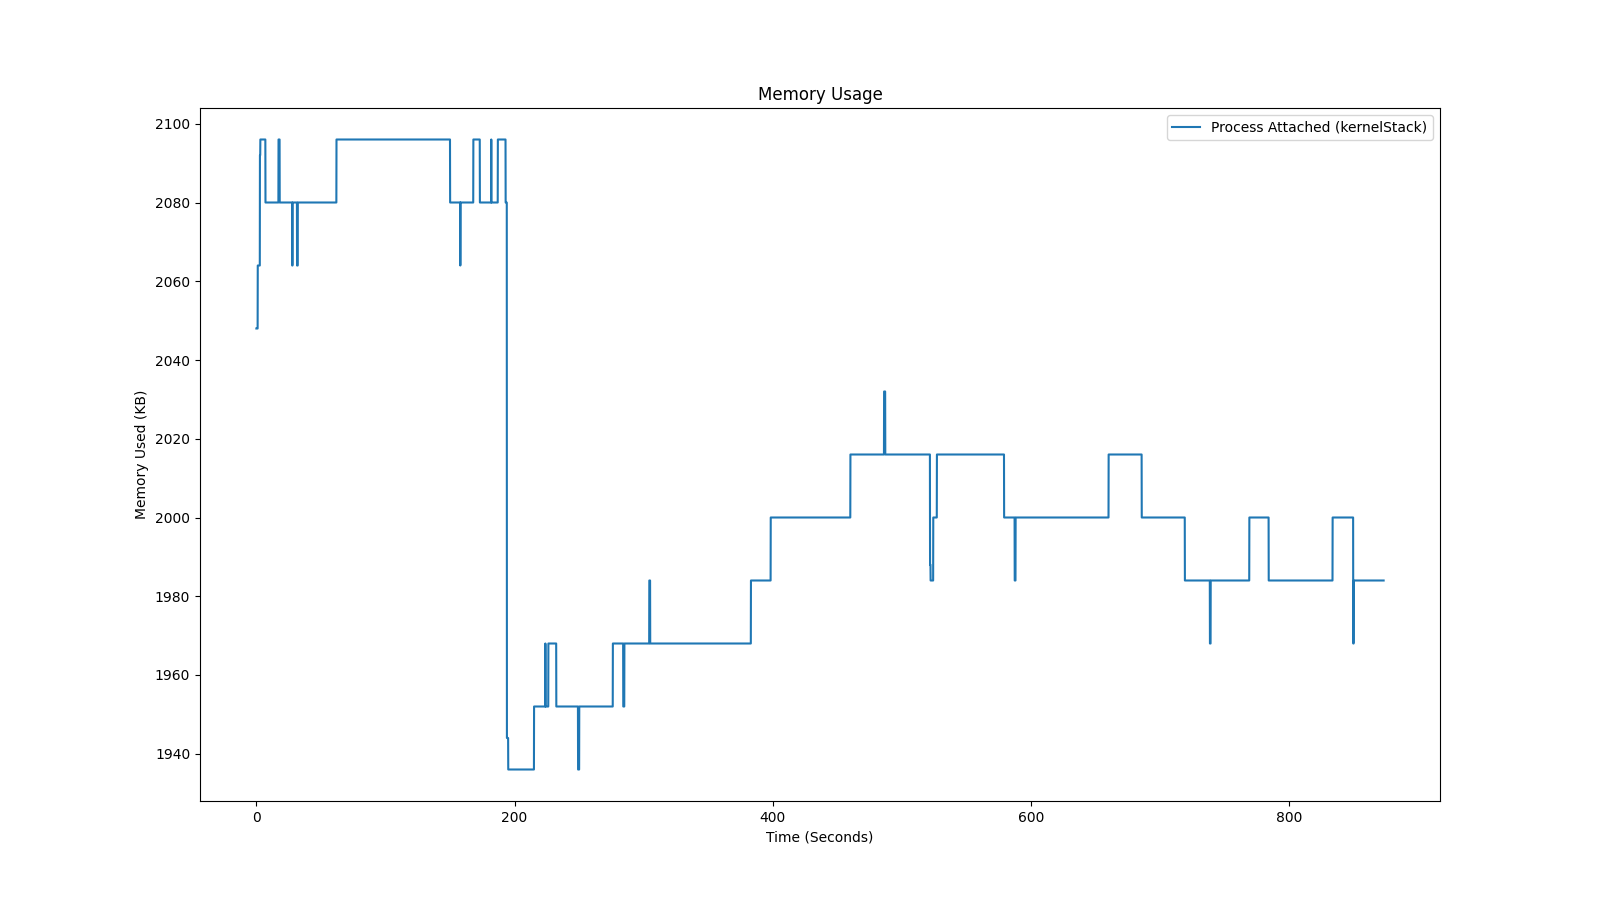 Memory Usage
Process Attached (kernelStack)
2100
2080
2060
2040
2020
2000
1980
1960
1940
Memory Used (KB)
0 200 400 600 800
Time (Seconds)